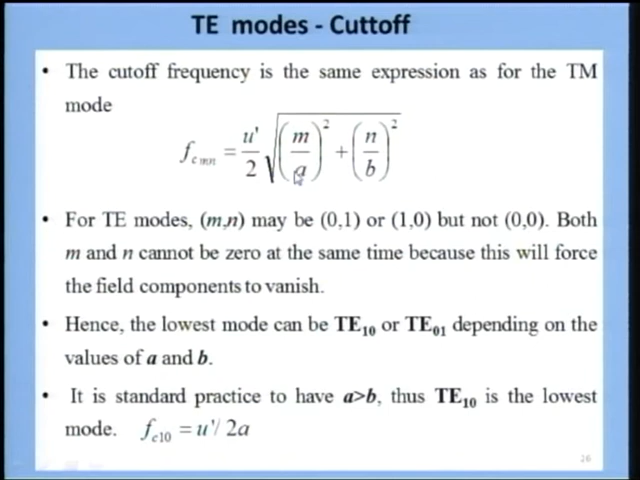 TE modes - Cuttoff
• The cutoff frequency is the same expression as for the TM
mode
f_{c mn} = u'/2 √((m/a)^2 + (n/b)^2)
• For TE modes, (m,n) may be (0,1) or (1,0) but not (0,0). Both
m and n cannot be zero at the same time because this will force
the field components to vanish.
• Hence, the lowest mode can be TE10 or TE01 depending on the
values of a and b.
• It is standard practice to have a>b, thus TE10 is the lowest
mode. f_{c10} = u'/ 2a
26